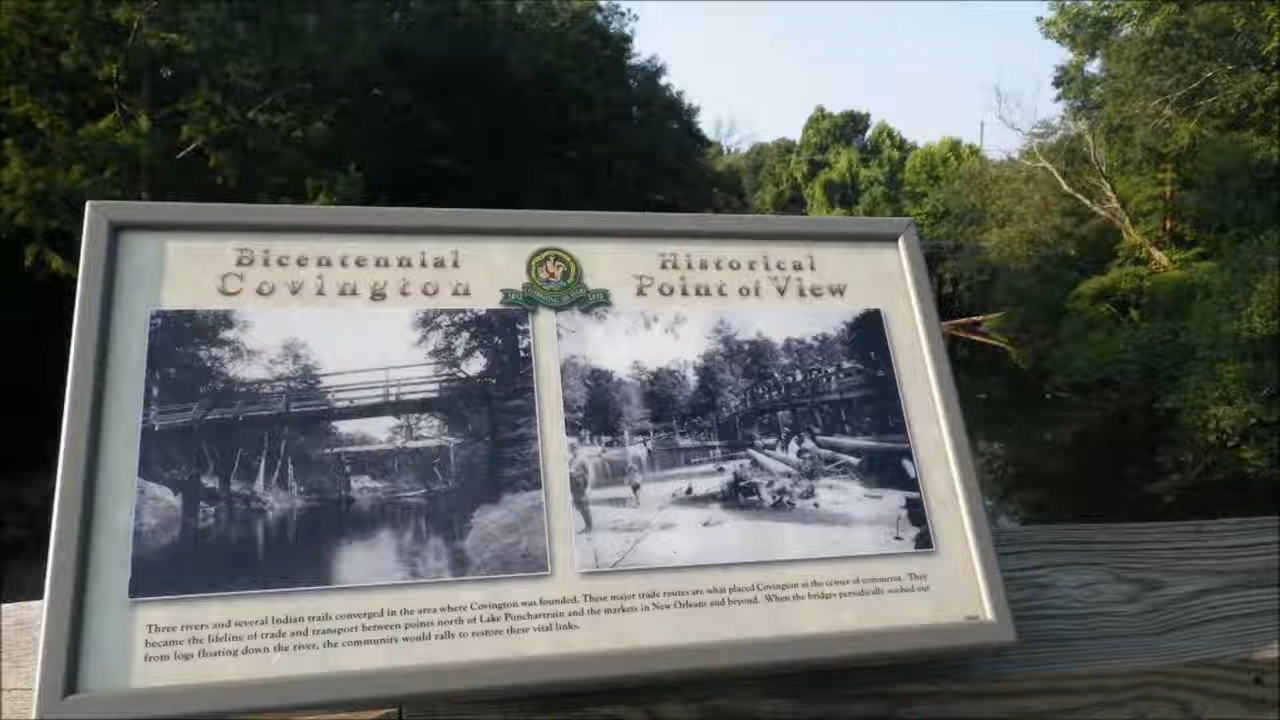 Bicentennial
Covington
Historical
Point of View
1813 2013
Three rivers and several Indian trails converged in the area where Covington was founded. These major trade routes are what placed Covington at the center of commerce. They
became the lifeline of trade and transport between points north of Lake Ponchartrain and the markets in New Orleans and beyond. When the bridges periodically washed out
from logs floating down the river, the community would rally to restore these vital links.